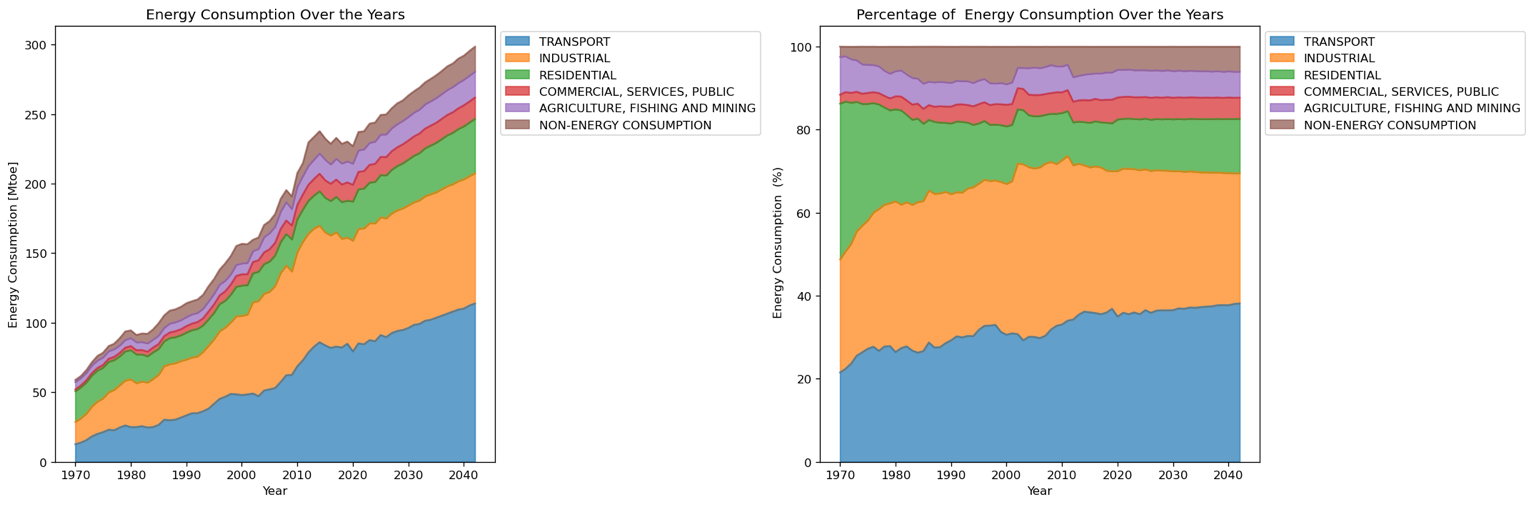 Energy Consumption Over the Years
Energy Consumption [Mtoe]
300
250
200
150
100
50
0
1970
1980
1990
2000
2010
2020
2030
2040
Year
TRANSPORT
INDUSTRIAL
RESIDENTIAL
COMMERCIAL, SERVICES, PUBLIC
AGRICULTURE, FISHING AND MINING
NON-ENERGY CONSUMPTION
Percentage of  Energy Consumption Over the Years
Energy Consumption  (%)
100
80
60
40
20
0
1970
1980
1990
2000
2010
2020
2030
2040
Year
TRANSPORT
INDUSTRIAL
RESIDENTIAL
COMMERCIAL, SERVICES, PUBLIC
AGRICULTURE, FISHING AND MINING
NON-ENERGY CONSUMPTION